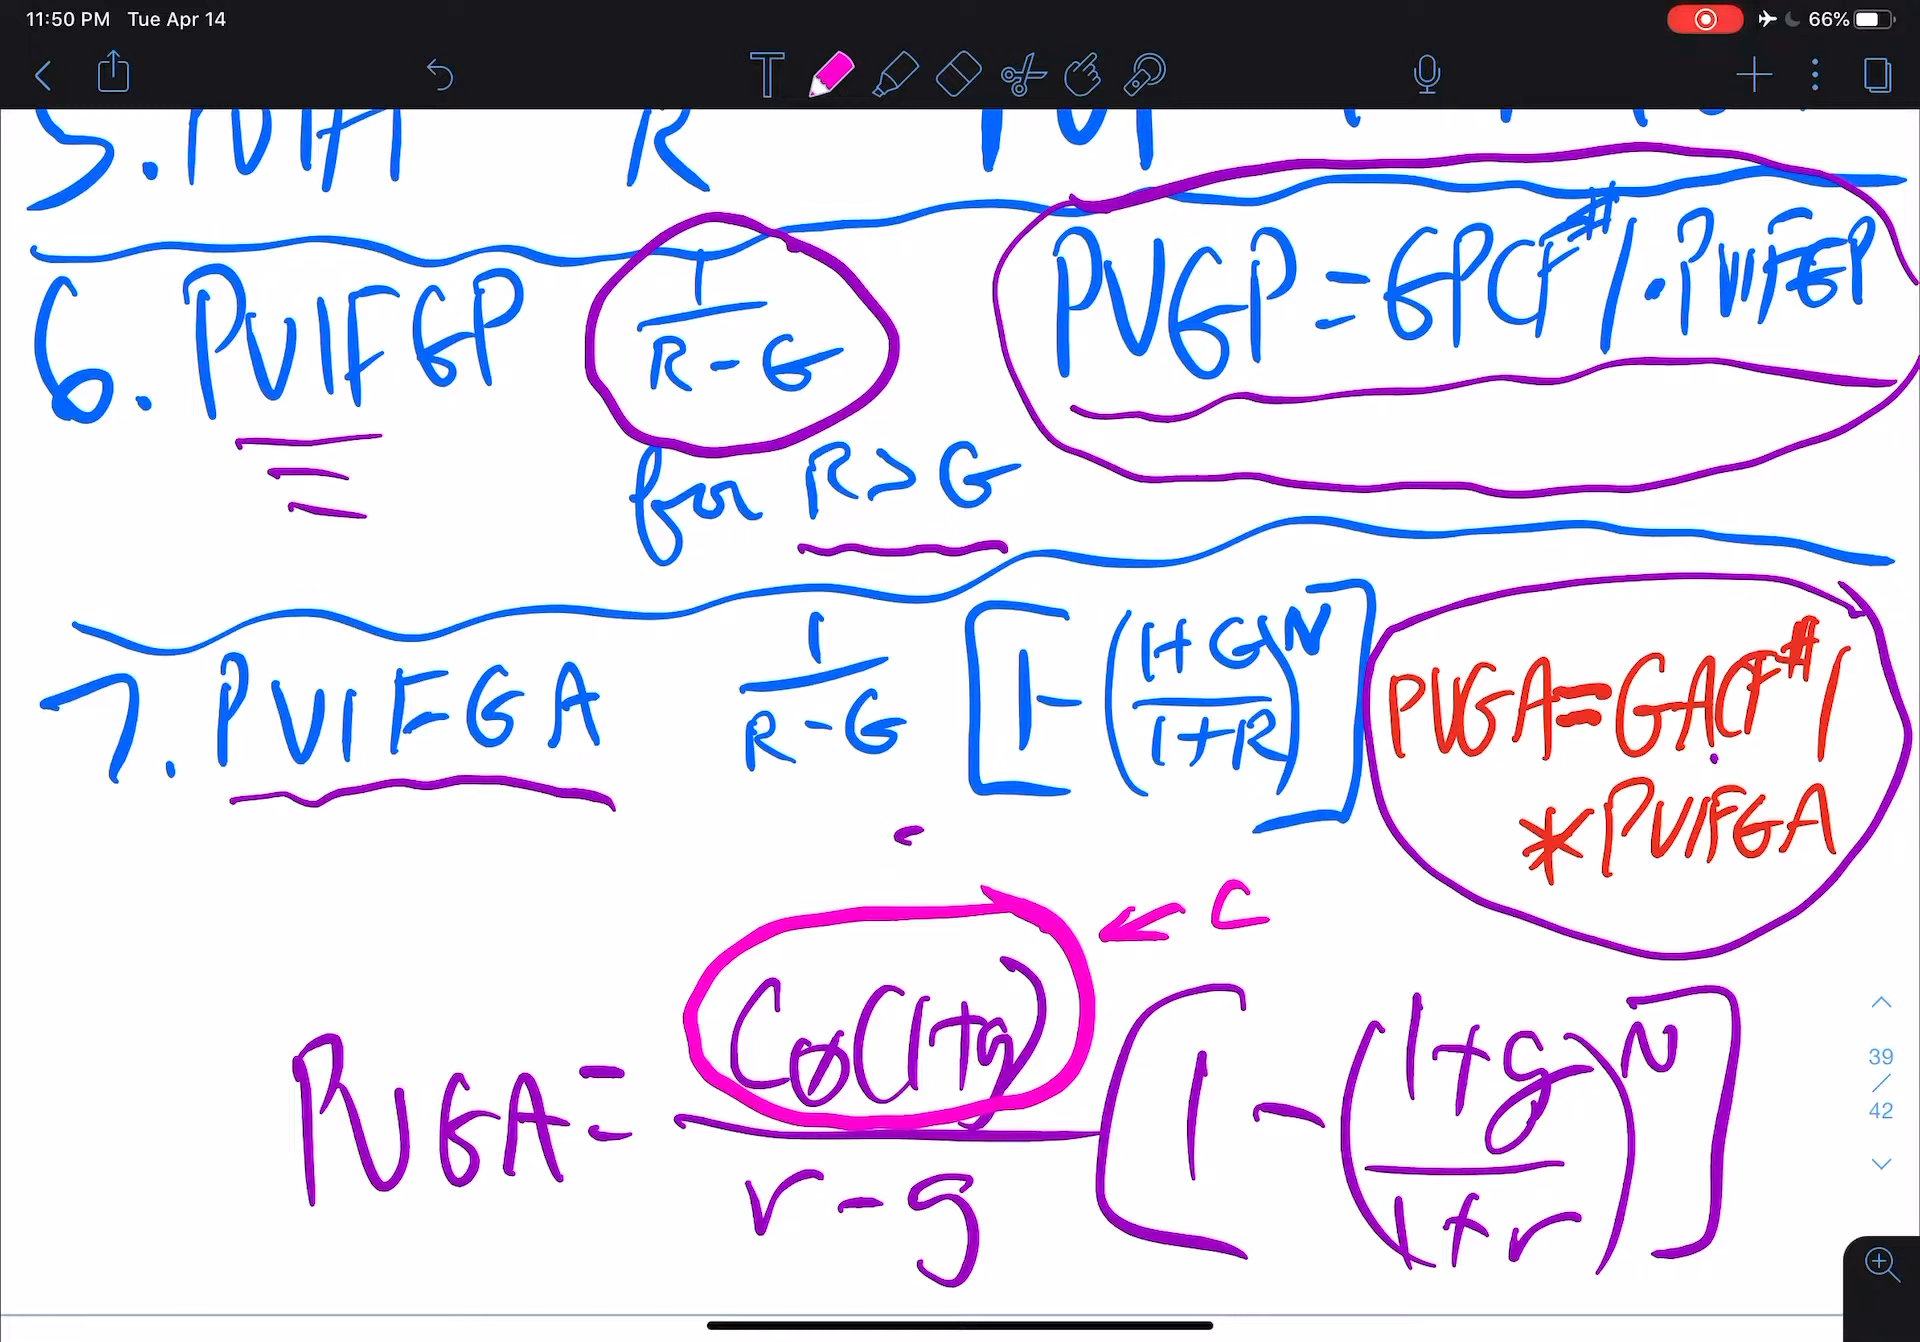 11:50 PM Tue Apr 14 66%
6. PVIFGP 1 / R-G PVGP = GPCF#1 · PVIFGP
for R > G
7. PVIFGA 1 / R-G [1 - (1+G / 1+R)^N] PVGA = GACF#1
* PVIFGA
C
PVGA = C0(1+g) / r-g [1 - (1+g / 1+r)^N]
39
/
42